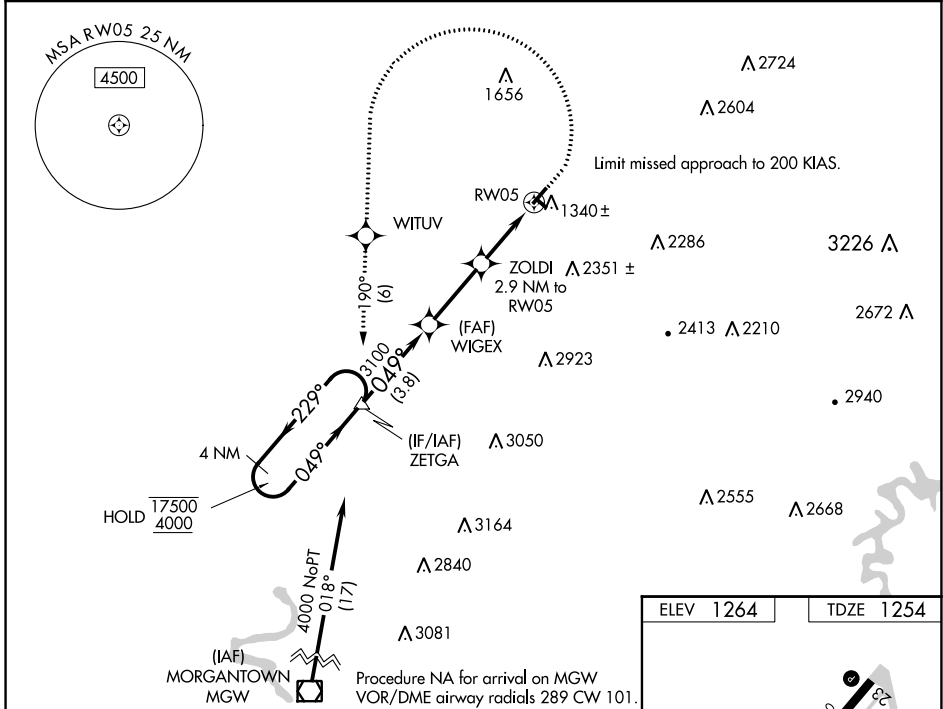 MSA RW05 25 NM
4500
1656
2724
2604
Limit missed approach to 200 KIAS.
RW05
1340 ±
WITUV
2286
3226
ZOLDI
2.9 NM to
RW05
2351 ±
190°
(6)
2672
(FAF)
WIGEX
2413
2210
3100
049°
(3.8)
2923
2940
229°
049°
(IF/IAF)
ZETGA
3050
4 NM
HOLD
17500
4000
2555
2668
3164
4000 NoPT
018°
(17)
2840
ELEV 1264
TDZE 1254
3081
(IAF)
MORGANTOWN
MGW
Procedure NA for arrival on MGW
VOR/DME airway radials 289 CW 101.
23